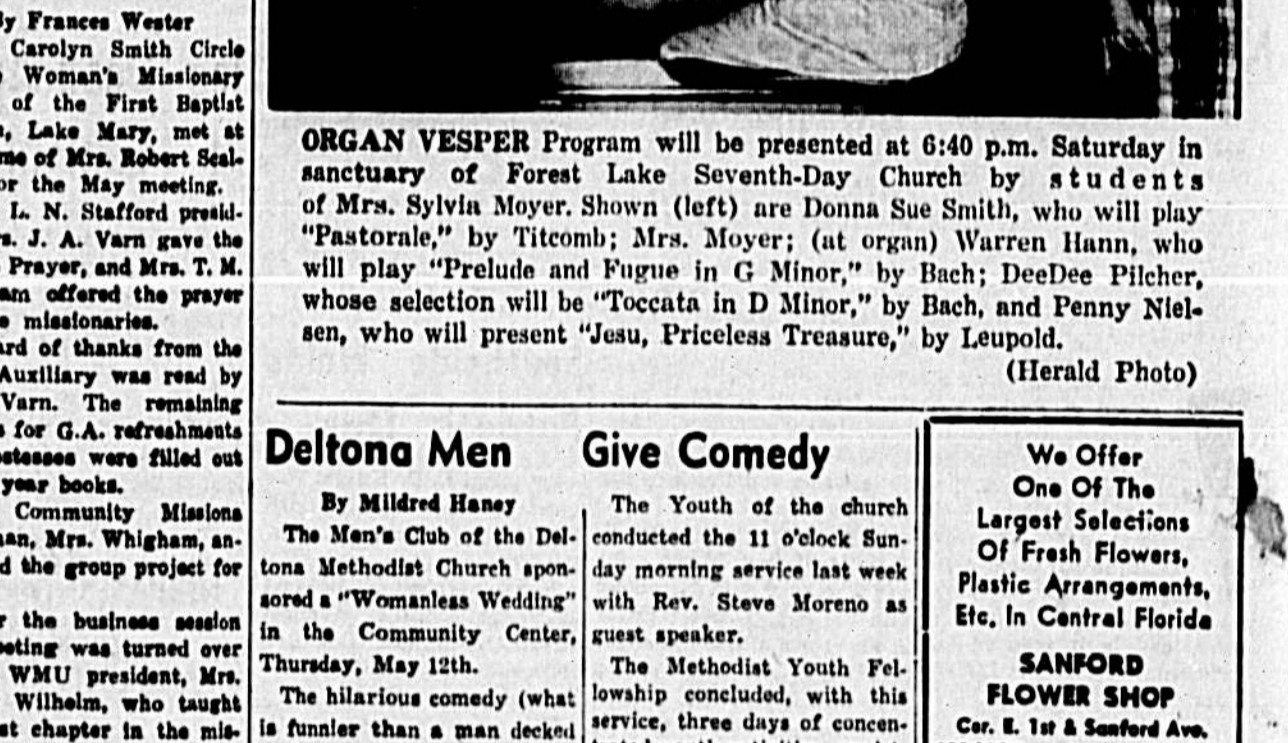 By Frances Wester
Carolyn Smith Circle
Woman's Missionary
of the First Baptist
Lake Mary, met at
of Mrs. Robert Seal-
or the May meeting.
L. N. Stafford presid-
J. A. Varn gave the
Prayer, and Mrs. T. M.
offered the prayer
missionaries.
of thanks from the
Auxiliary was read by
Varn. The remaining
for G.A. refreshments
were filled out
year books.
Community Missions
Mrs. Whigham, an-
the group project for
the business session
was turned over
WMU president, Mrs.
Wilhelm, who taught
chapter in the mis-
ORGAN VESPER Program will be presented at 6:40 p.m. Saturday in
sanctuary of Forest Lake Seventh-Day Church by students
of Mrs. Sylvia Moyer. Shown (left) are Donna Sue Smith, who will play
"Pastorale," by Titcomb; Mrs. Moyer; (at organ) Warren Hann, who
will play "Prelude and Fugue in G Minor," by Bach; DeeDee Pilcher,
whose selection will be "Toccata in D Minor," by Bach, and Penny Niel-
sen, who will present "Jesu, Priceless Treasure," by Leupold.
(Herald Photo)
Deltona Men Give Comedy
By Mildred Haney
The Men's Club of the Del-
tona Methodist Church spon-
sored a "Womanless Wedding"
in the Community Center,
Thursday, May 12th.
The hilarious comedy (what
is funnier than a man decked
The Youth of the church
conducted the 11 o'clock Sun-
day morning service last week
with Rev. Steve Moreno as
guest speaker.
The Methodist Youth Fel-
lowship concluded, with this
service, three days of concen-
We Offer
One Of The
Largest Selections
Of Fresh Flowers,
Plastic Arrangements,
Etc. In Central Florida
SANFORD
FLOWER SHOP
Cor. E. 1st & Sanford Ave.